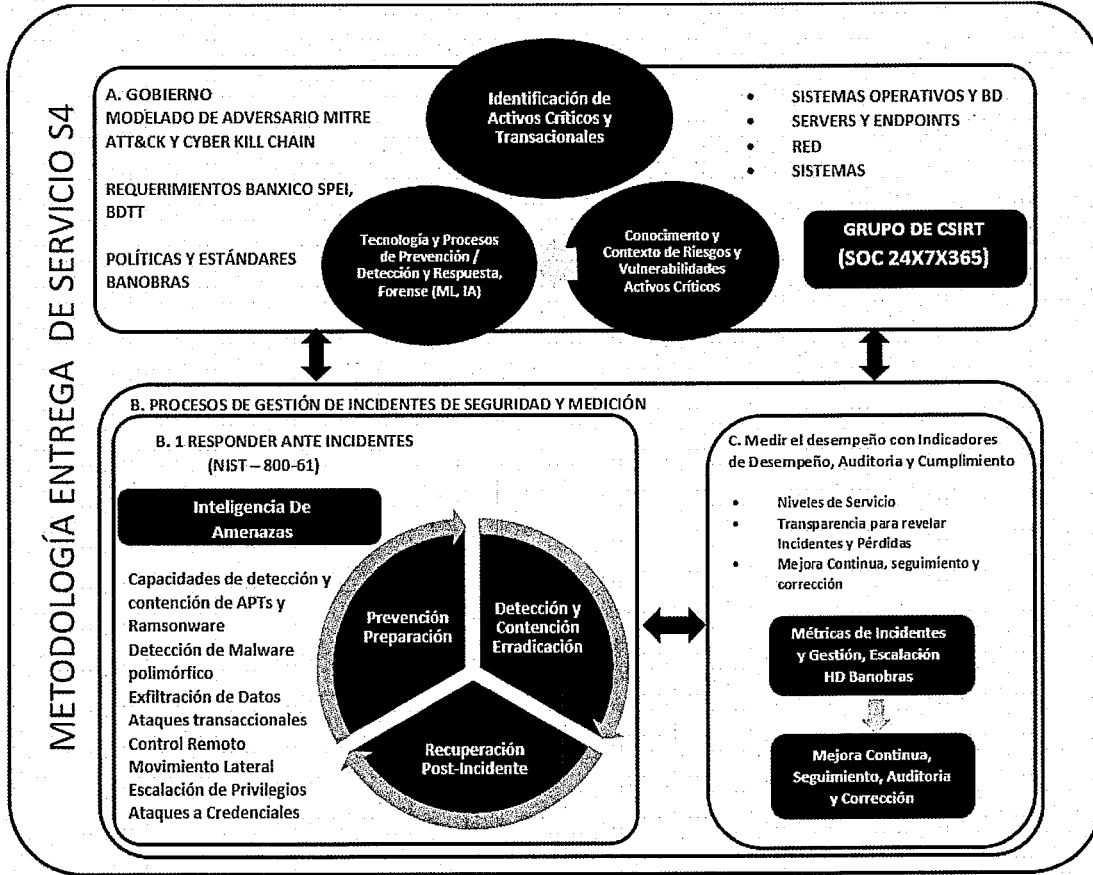 METODOLOGÍA ENTREGA DE SERVICIO S4
A. GOBIERNO
MODELADO DE ADVERSARIO MITRE
ATT&CK Y CYBER KILL CHAIN
REQUERIMIENTOS BANXICO SPEI,
BDTT
POLÍTICAS Y ESTÁNDARES
BANOBRAS
Identificación de
Activos Críticos y
Transacionales
Tecnología y Procesos
de Prevención /
Detección y Respuesta,
Forense (ML, IA)
Conocimento y
Contexto de Riesgos y
Vulnerabilidades
Activos Críticos
• SISTEMAS OPERATIVOS Y BD
• SERVERS Y ENDPOINTS
• RED
• SISTEMAS
GRUPO DE CSIRT
(SOC 24X7X365)
B. PROCESOS DE GESTIÓN DE INCIDENTES DE SEGURIDAD Y MEDICIÓN
B. 1 RESPONDER ANTE INCIDENTES
(NIST – 800-61)
Inteligencia De
Amenazas
Capacidades de detección y
contención de APTs y
Ramsonware
Detección de Malware
polimórfico
Exfiltración de Datos
Ataques transaccionales
Control Remoto
Movimiento Lateral
Escalación de Privilegios
Ataques a Credenciales
Prevención
Preparación
Detección y
Contención
Erradicación
Recuperación
Post-Incidente
C. Medir el desempeño con Indicadores
de Desempeño, Auditoria y Cumplimiento
• Niveles de Servicio
• Transparencia para revelar
Incidentes y Pérdidas
• Mejora Continua, seguimiento y
corrección
Métricas de Incidentes
y Gestión, Escalación
HD Banobras
Mejora Continua,
Seguimiento, Auditoria
y Corrección